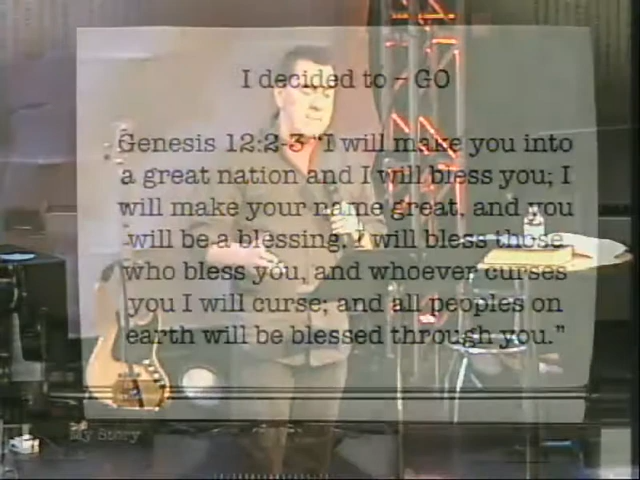 I decided to – GO
Genesis 12:2-3 "I will make you into
a great nation and I will bless you; I
will make your name great, and you
will be a blessing. I will bless those
who bless you, and whoever curses
you I will curse; and all peoples on
earth will be blessed through you."
My Story